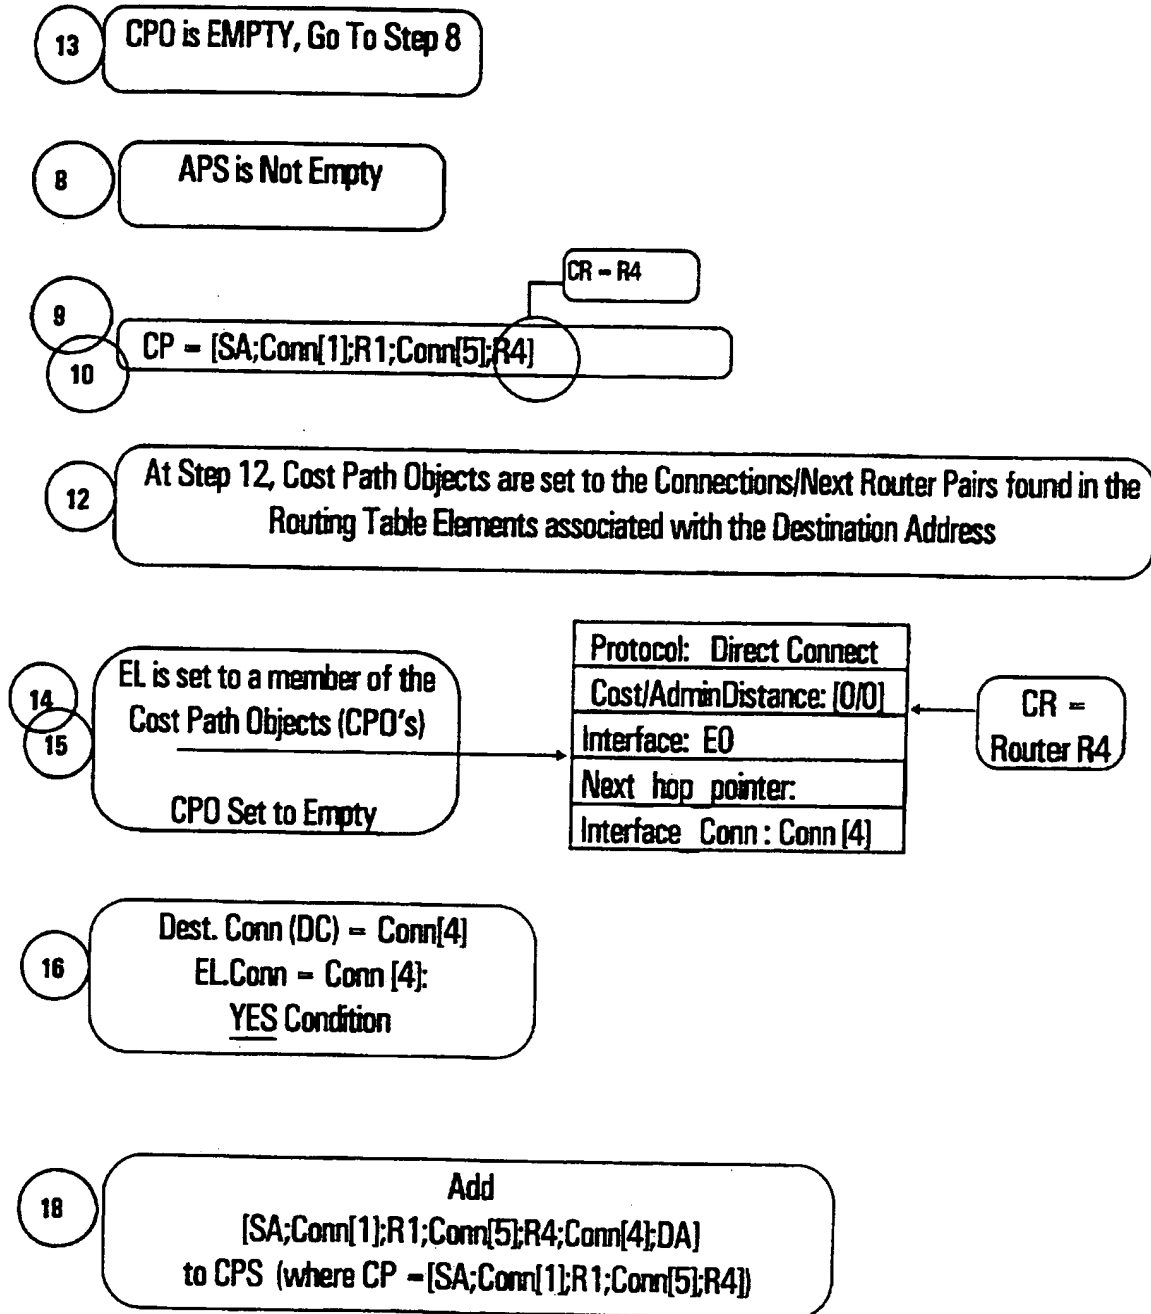 13
CPO is EMPTY, Go To Step 8
8
APS is Not Empty
CR = R4
9
10
CP = [SA;Conn[1];R1;Conn[5];R4]
12
At Step 12, Cost Path Objects are set to the Connections/Next Router Pairs found in the
Routing Table Elements associated with the Destination Address
14
15
EL is set to a member of the
Cost Path Objects (CPO's)
CPO Set to Empty
Protocol: Direct Connect
Cost/AdminDistance: [0/0]
Interface: E0
Next hop pointer:
Interface Conn : Conn [4]
CR =
Router R4
16
Dest. Conn (DC) = Conn[4]
EL.Conn = Conn [4]:
YES Condition
18
Add
[SA;Conn[1];R1;Conn[5];R4;Conn[4];DA]
to CPS (where CP =[SA;Conn[1];R1;Conn[5];R4])